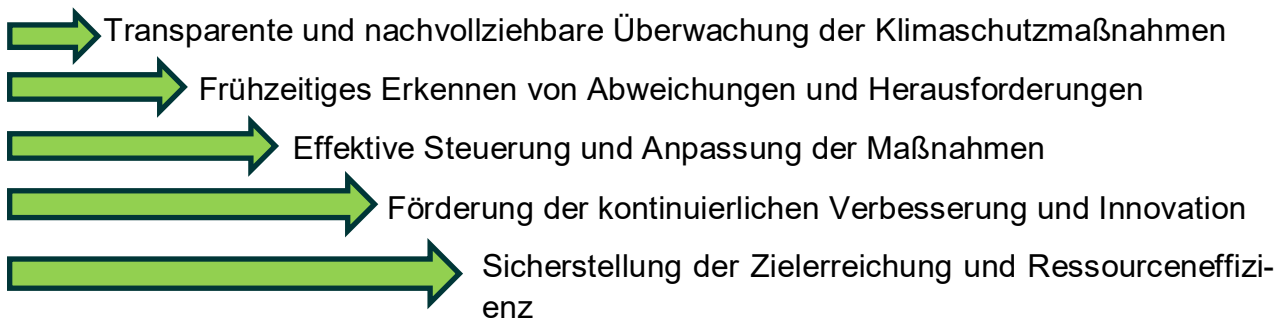 Transparente und nachvollziehbare Überwachung der Klimaschutzmaßnahmen
Frühzeitiges Erkennen von Abweichungen und Herausforderungen
Effektive Steuerung und Anpassung der Maßnahmen
Förderung der kontinuierlichen Verbesserung und Innovation
Sicherstellung der Zielerreichung und Ressourceneffizi-
enz